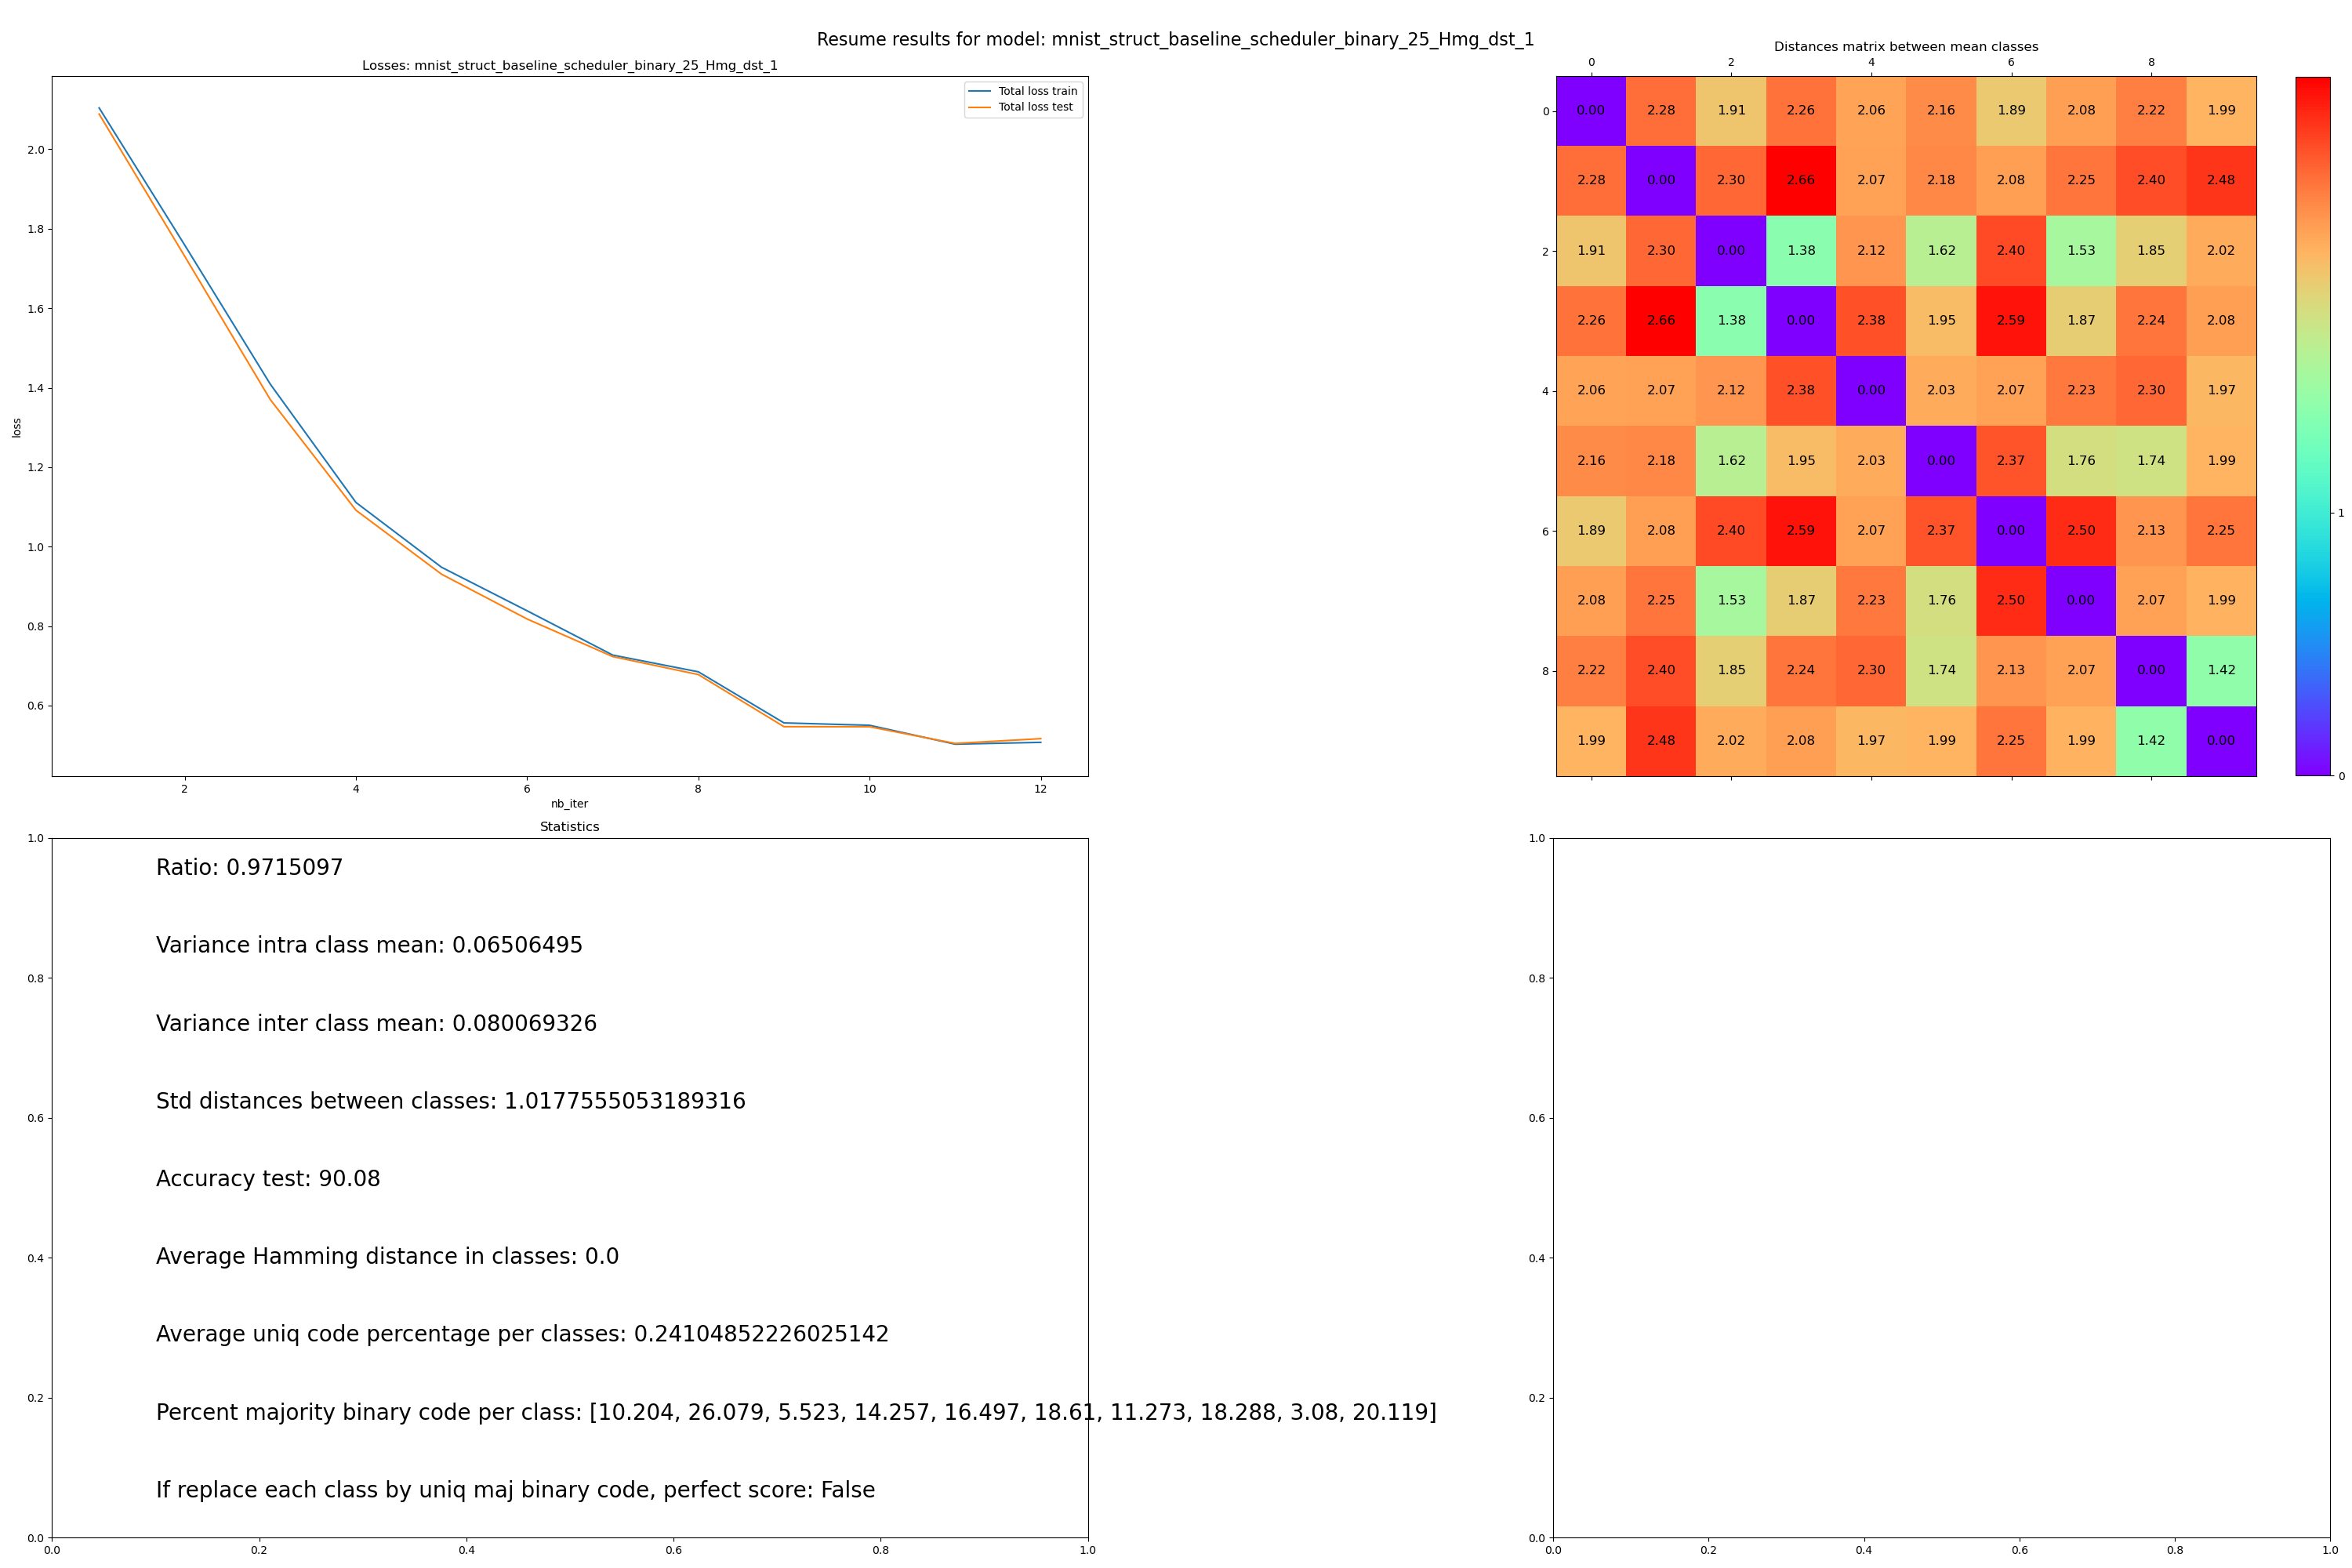 Resume results for model: mnist_struct_baseline_scheduler_binary_25_Hmg_dst_1
Losses: mnist_struct_baseline_scheduler_binary_25_Hmg_dst_1
Total loss train
Total loss test
2.0
1.8
1.6
1.4
1.2
1.0
0.8
0.6
loss
2 4 6 8 10 12
nb_iter
Distances matrix between mean classes
0 2 4 6 8
0 0.00 2.28 1.91 2.26 2.06 2.16 1.89 2.08 2.22 1.99
2.28 0.00 2.30 2.66 2.07 2.18 2.08 2.25 2.40 2.48
2 1.91 2.30 0.00 1.38 2.12 1.62 2.40 1.53 1.85 2.02
2.26 2.66 1.38 0.00 2.38 1.95 2.59 1.87 2.24 2.08
4 2.06 2.07 2.12 2.38 0.00 2.03 2.07 2.23 2.30 1.97
2.16 2.18 1.62 1.95 2.03 0.00 2.37 1.76 1.74 1.99
6 1.89 2.08 2.40 2.59 2.07 2.37 0.00 2.50 2.13 2.25
2.08 2.25 1.53 1.87 2.23 1.76 2.50 0.00 2.07 1.99
8 2.22 2.40 1.85 2.24 2.30 1.74 2.13 2.07 0.00 1.42
1.99 2.48 2.02 2.08 1.97 1.99 2.25 1.99 1.42 0.00
1
0
Statistics
Ratio: 0.9715097
Variance intra class mean: 0.06506495
Variance inter class mean: 0.080069326
Std distances between classes: 1.0177555053189316
Accuracy test: 90.08
Average Hamming distance in classes: 0.0
Average uniq code percentage per classes: 0.24104852226025142
Percent majority binary code per class: [10.204, 26.079, 5.523, 14.257, 16.497, 18.61, 11.273, 18.288, 3.08, 20.119]
If replace each class by uniq maj binary code, perfect score: False
1.0
0.8
0.6
0.4
0.2
0.0
0.0 0.2 0.4 0.6 0.8 1.0
1.0
0.8
0.6
0.4
0.2
0.0
0.0 0.2 0.4 0.6 0.8 1.0